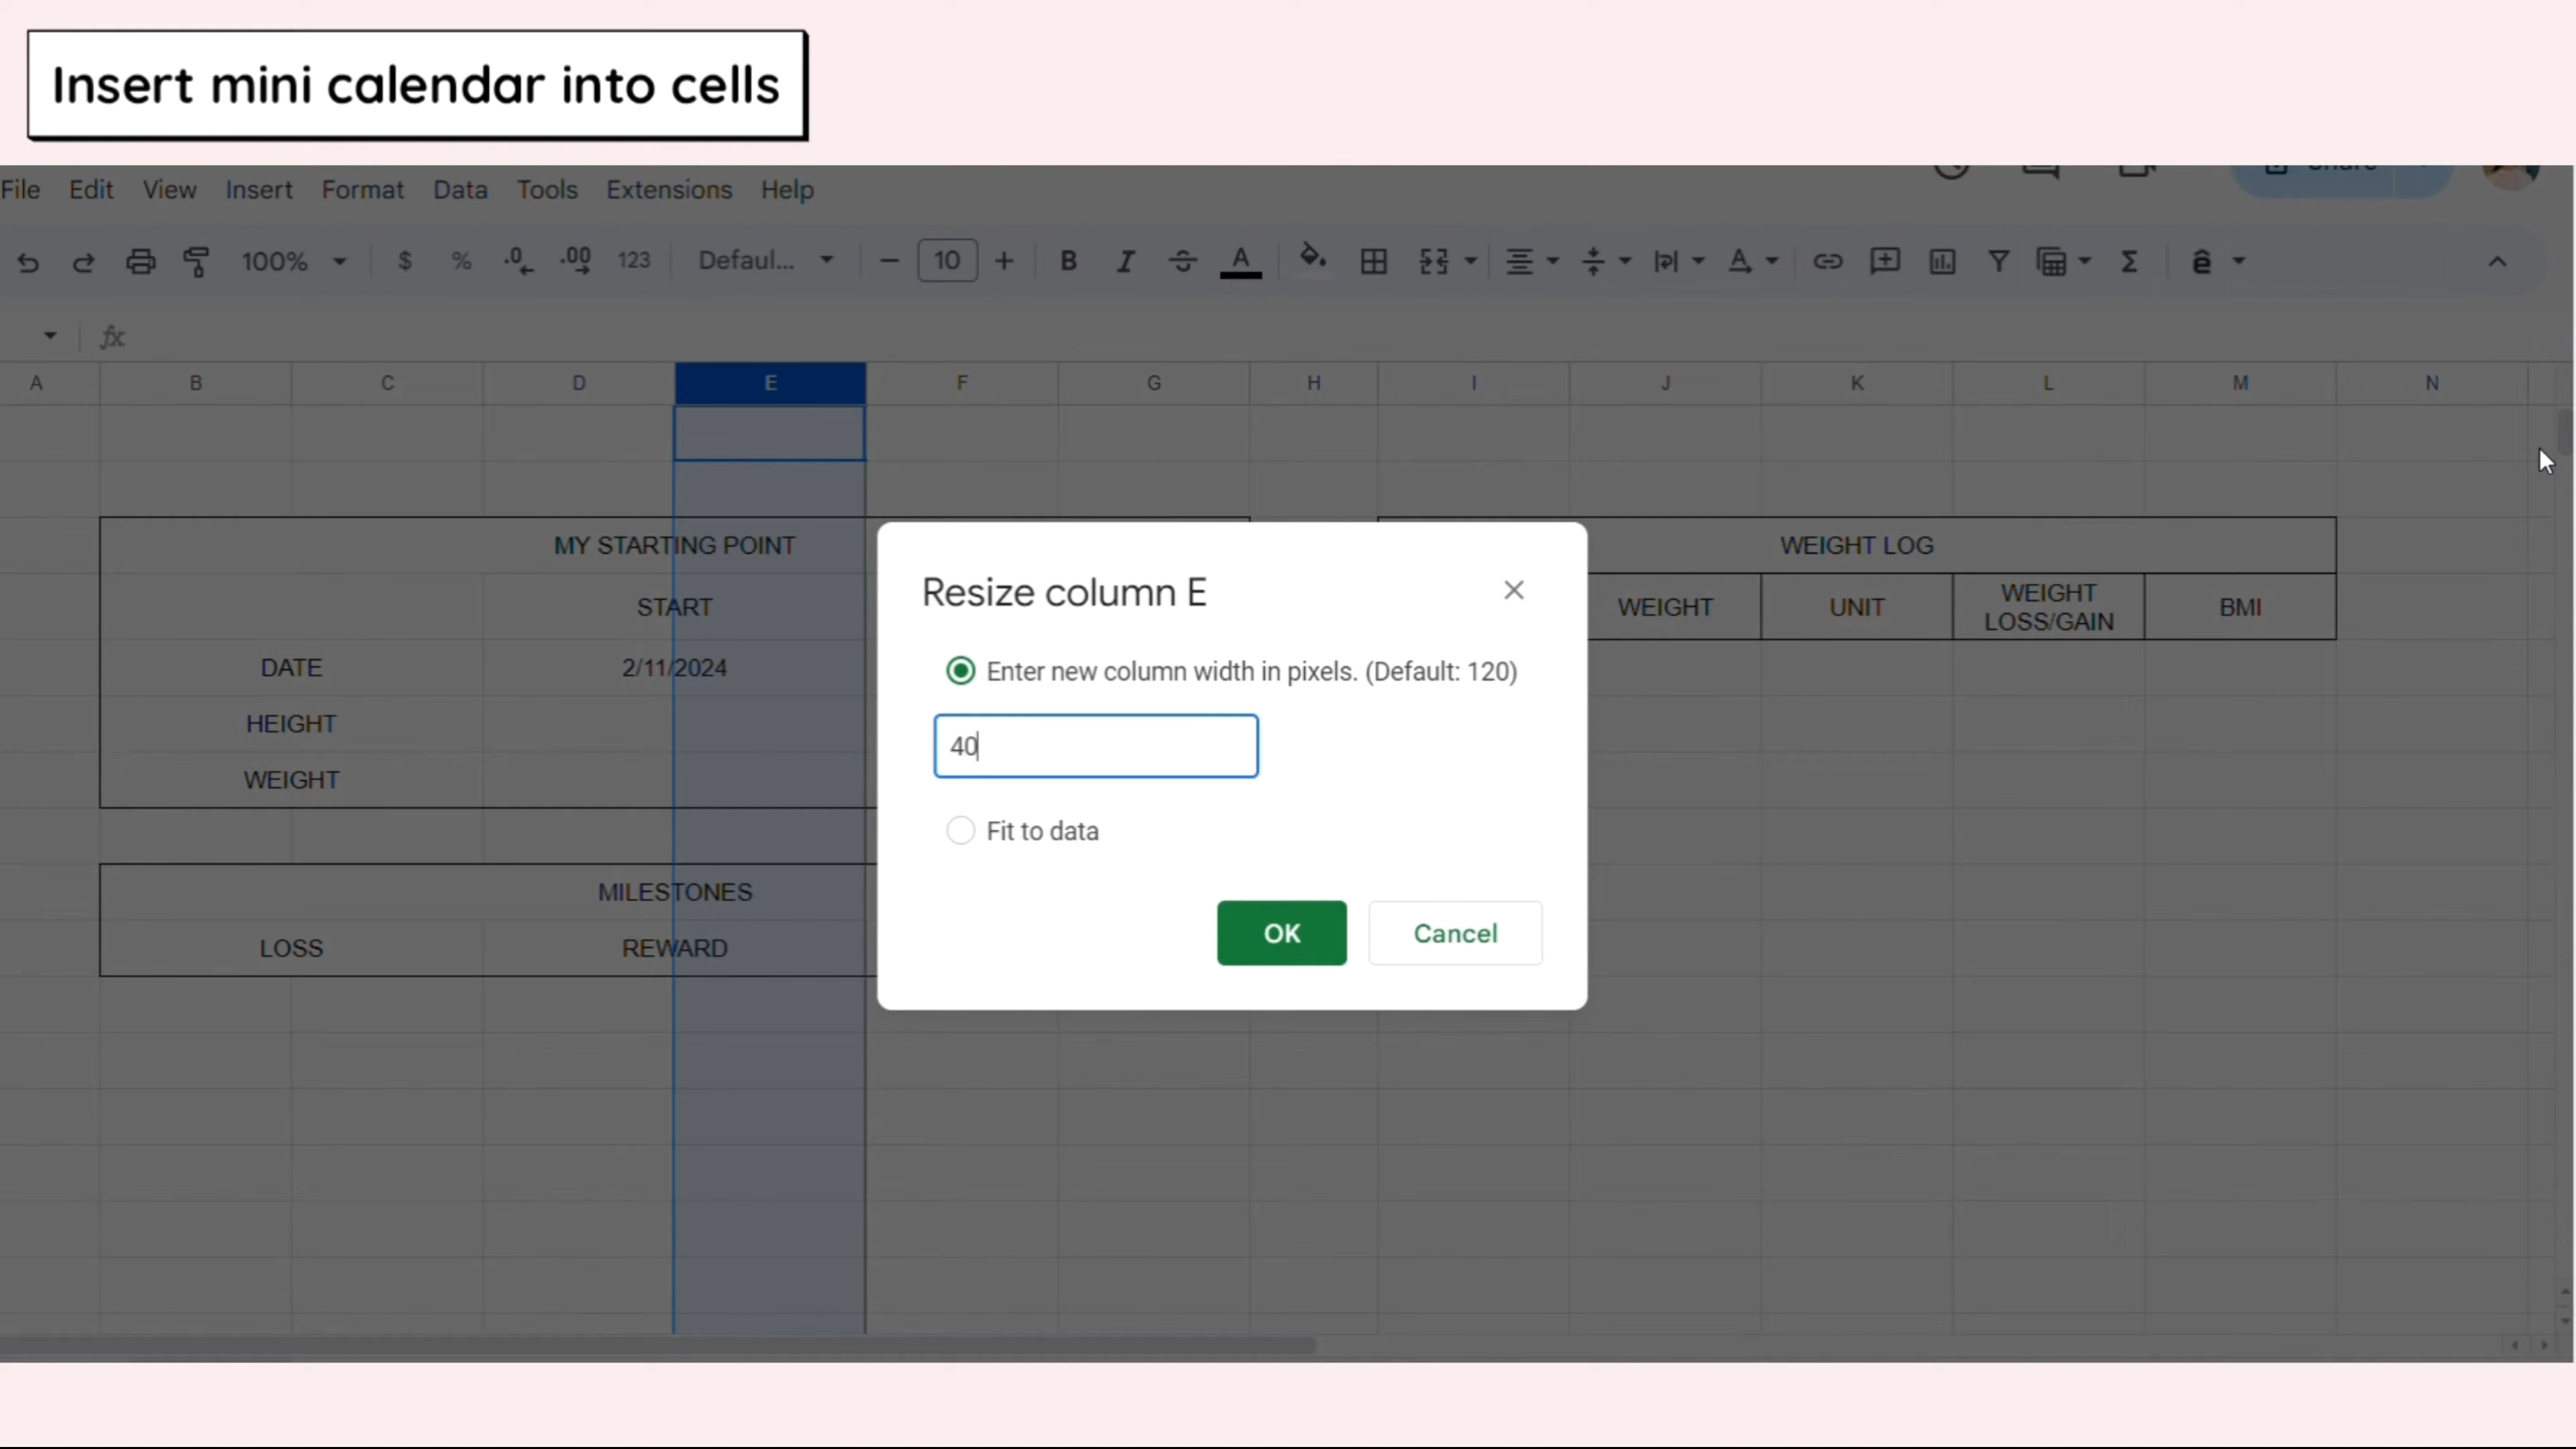 Insert mini calendar into cells
File Edit View Insert Format Data Tools Extensions Help
100% $ % .0 .00 123 Defaul... 10 B I A A Σ ê
fx
A B C D E F G H I J K L M N
MY STARTING POINT
START
DATE 2/11/2024
HEIGHT
WEIGHT
MILESTONES
LOSS REWARD
WEIGHT LOG
WEIGHT UNIT WEIGHT LOSS/GAIN BMI
Resize column E
Enter new column width in pixels. (Default: 120)
40
Fit to data
OK Cancel